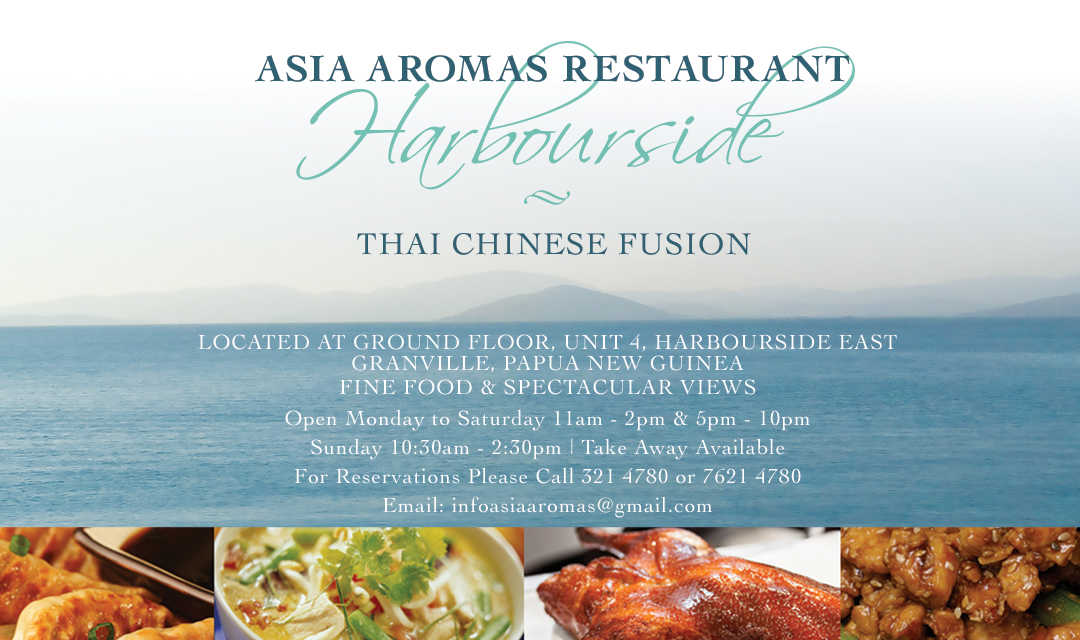 ASIA AROMAS RESTAURANT
Harbourside
THAI CHINESE FUSION
LOCATED AT GROUND FLOOR, UNIT 4, HARBOURSIDE EAST
GRANVILLE, PAPUA NEW GUINEA
FINE FOOD & SPECTACULAR VIEWS
Open Monday to Saturday 11am - 2pm & 5pm - 10pm
Sunday 10:30am - 2:30pm | Take Away Available
For Reservations Please Call 321 4780 or 7621 4780
Email: infoasiaaromas@gmail.com